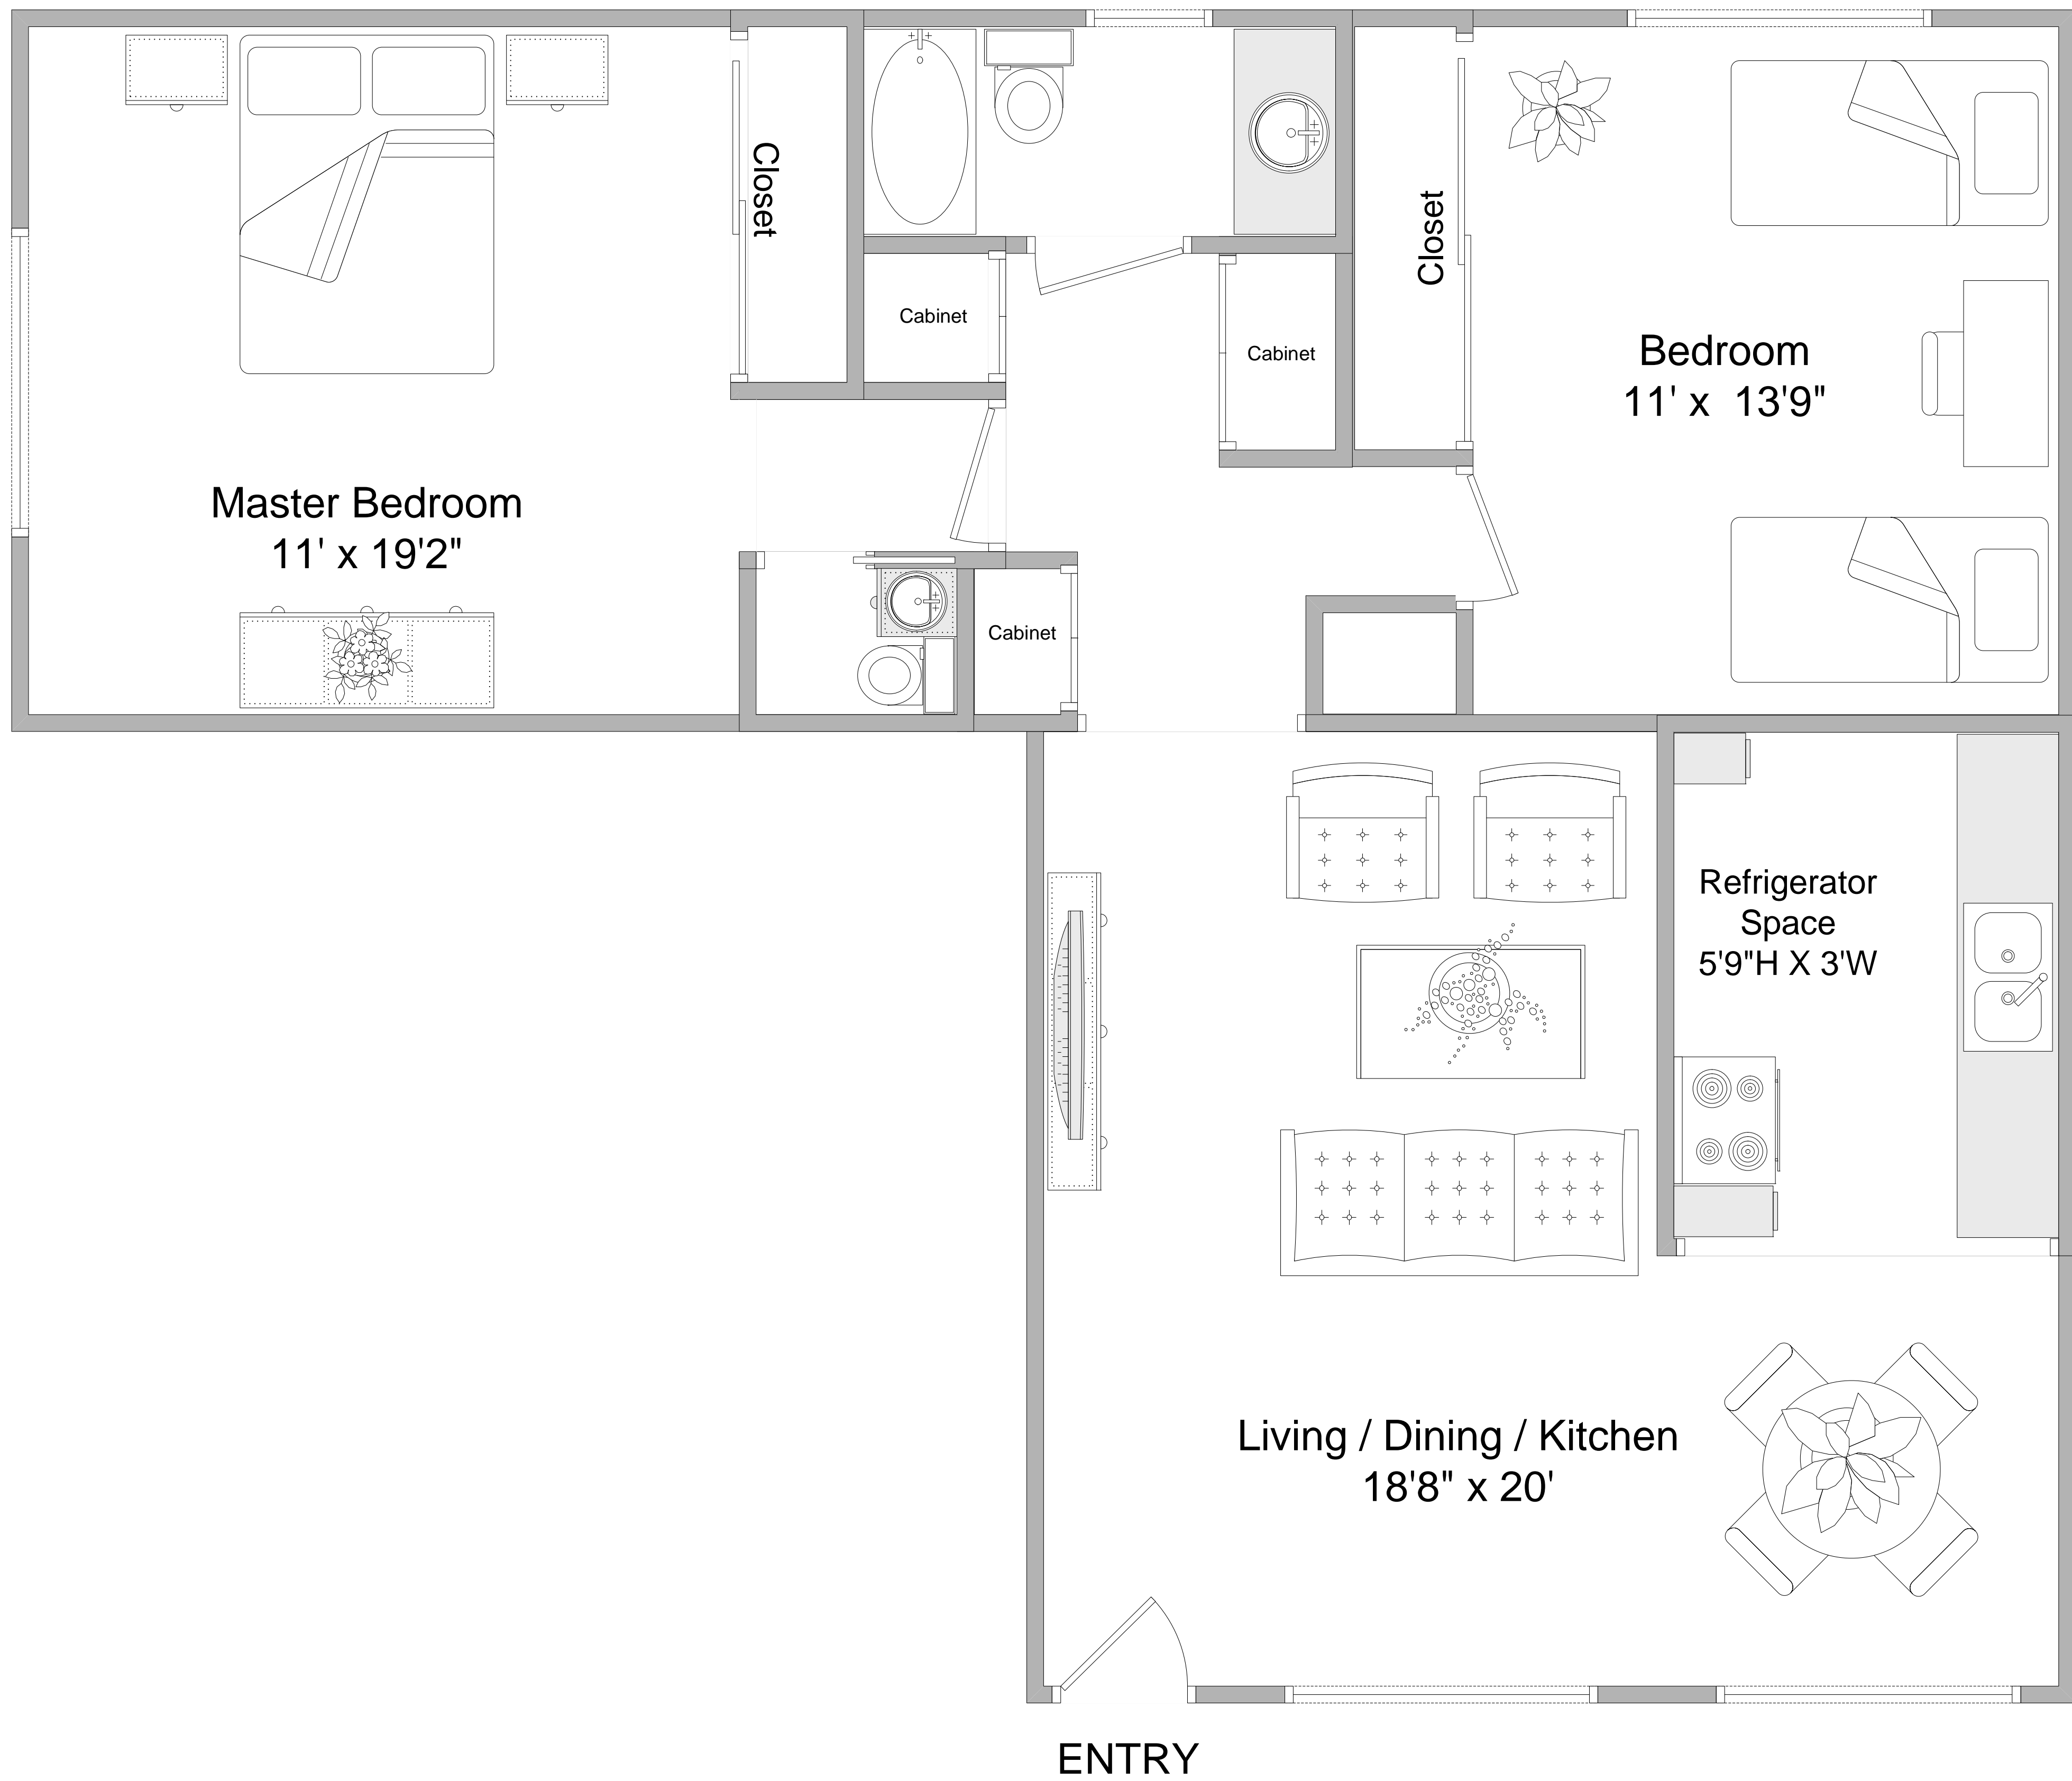 Closet
Closet
Cabinet
Cabinet
Bedroom
11' x  13'9"
Master Bedroom
11' x 19'2"
Cabinet
Refrigerator
Space
5'9"H X 3'W
Living / Dining / Kitchen
18'8" x 20'
ENTRY